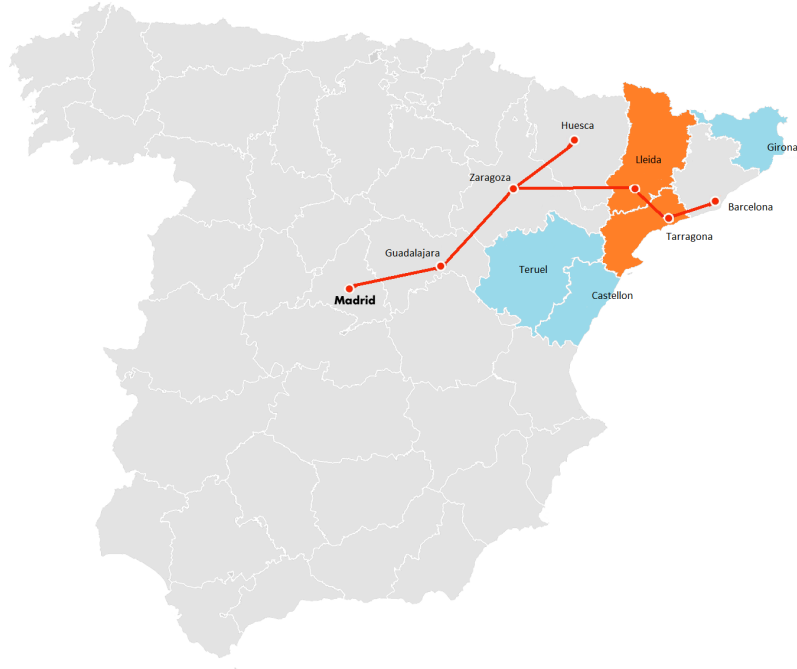 Huesca
Girona
Lleida
Zaragoza
Barcelona
Tarragona
Guadalajara
Teruel
Castellon
Madrid